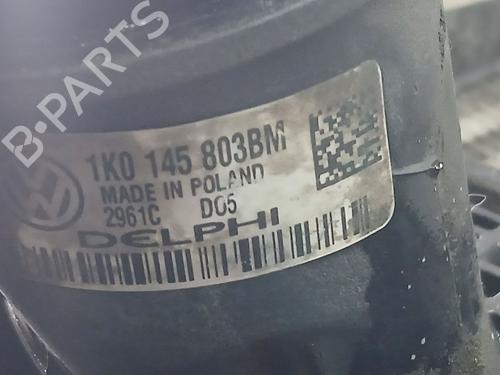 B-PARTS
1K0 145 803BM
MADE IN POLAND
2961C D05
DELPHI